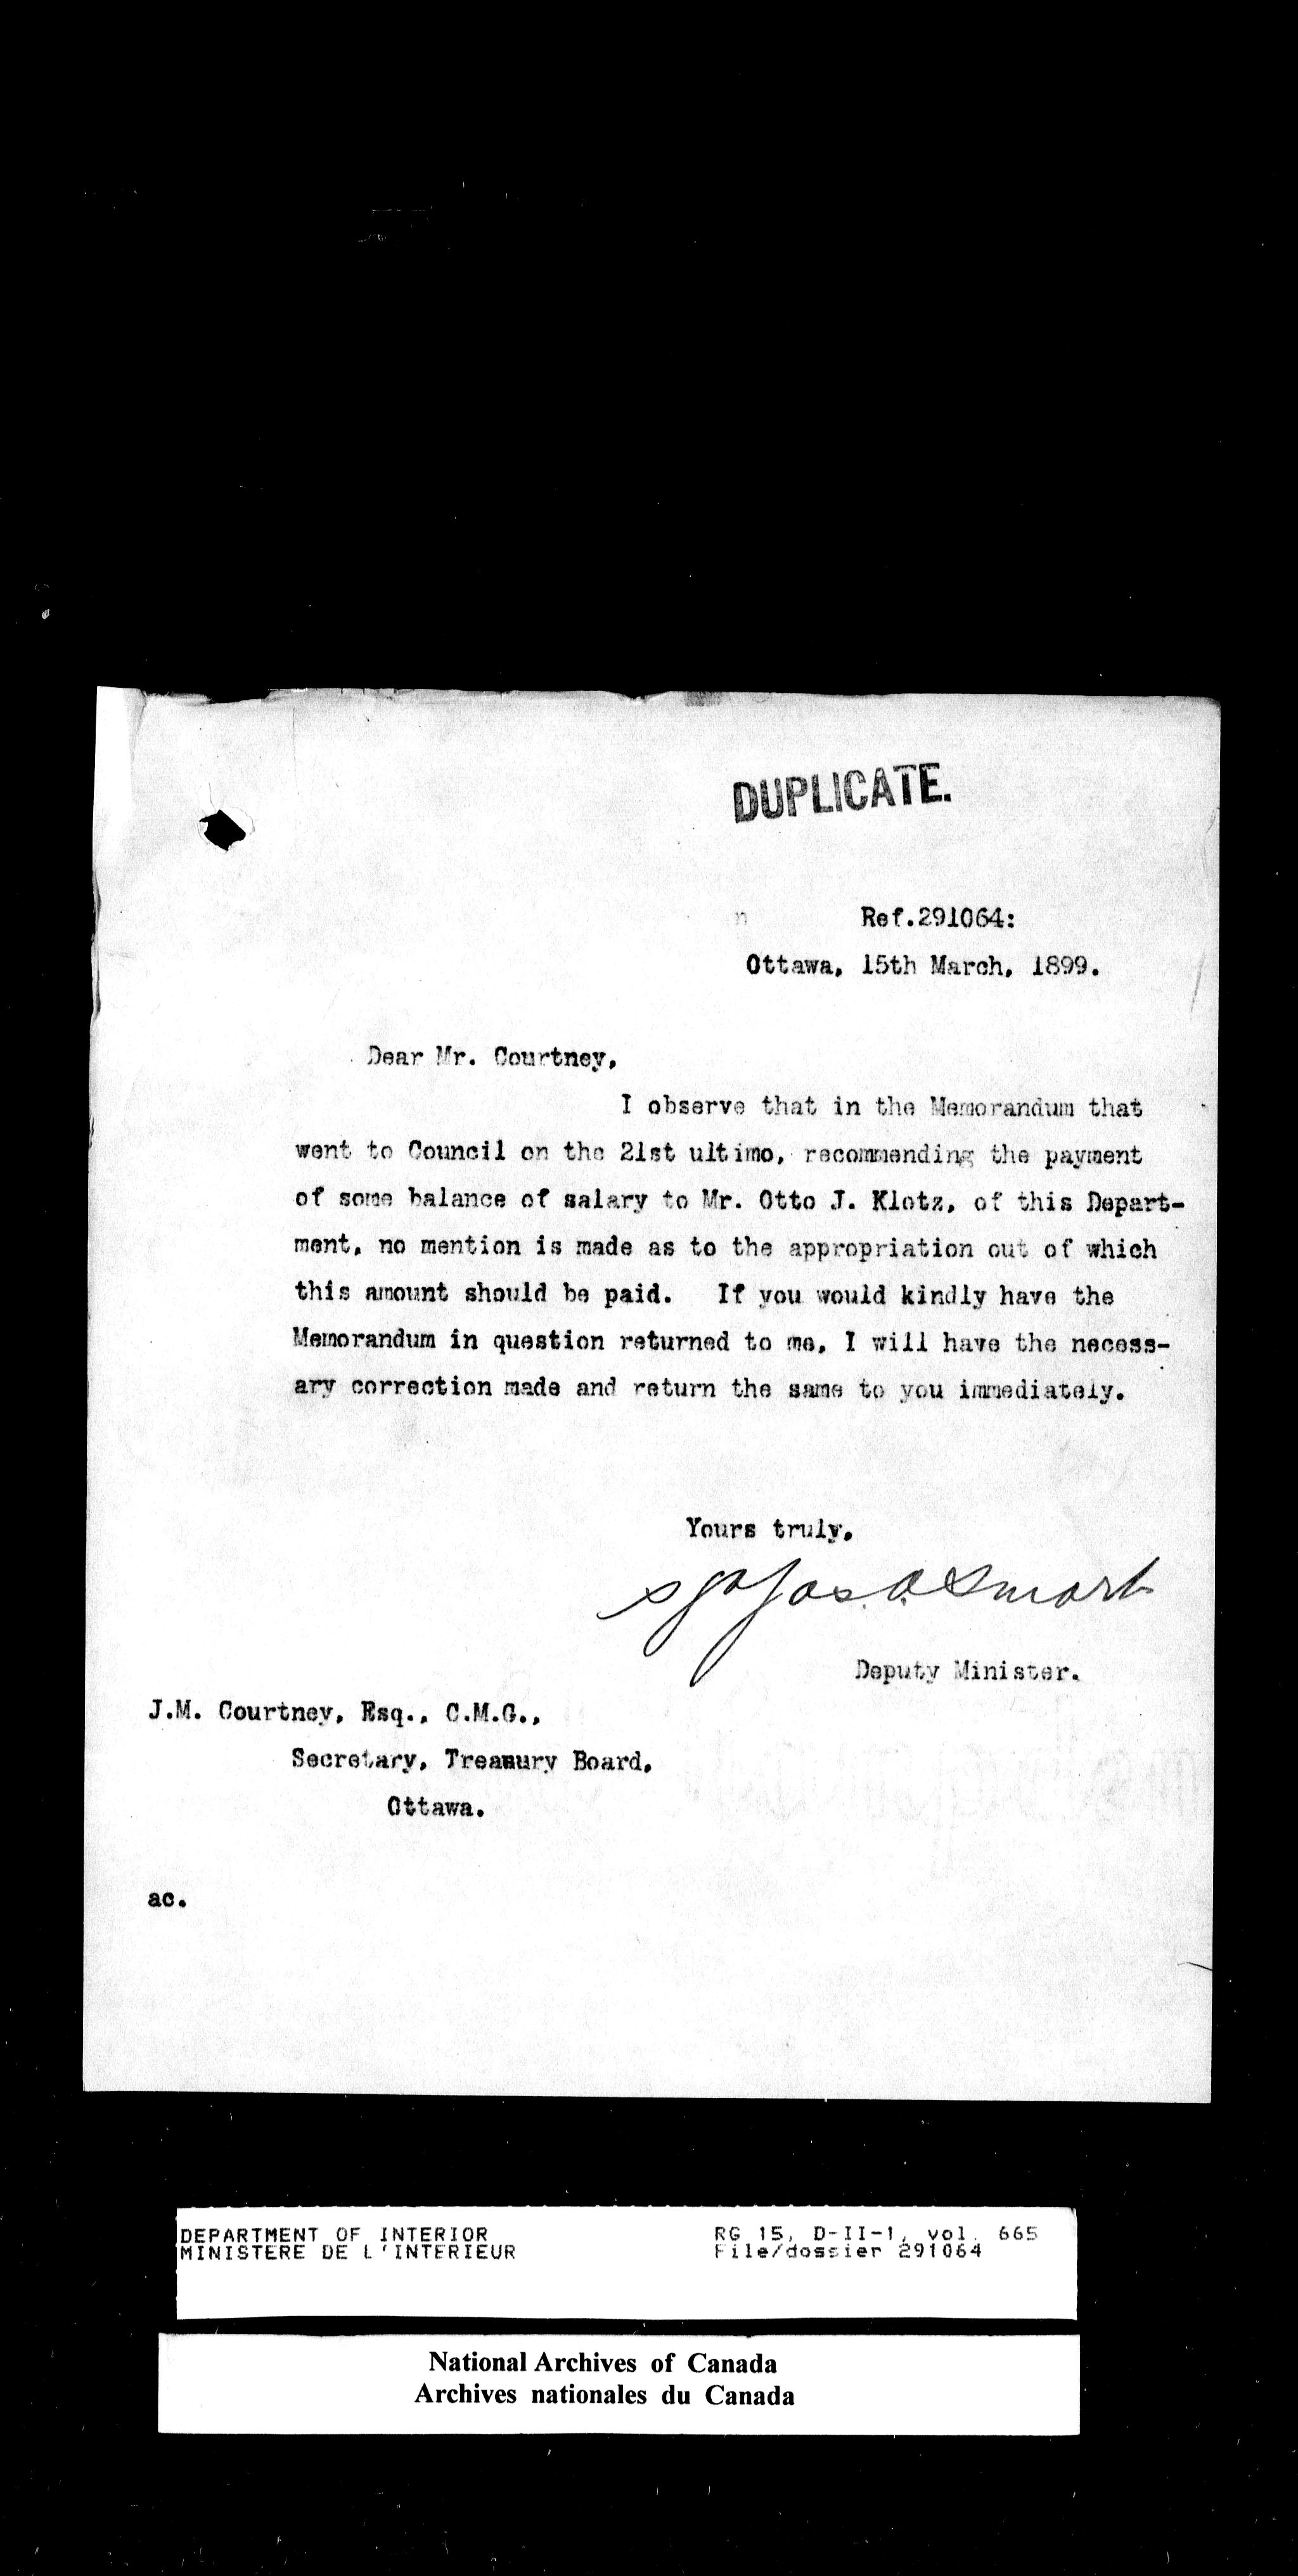 DUPLICATE.
Ref.291064:
Ottawa, 15th March, 1899.
Dear Mr. Courtney,
I observe that in the Memorandum that
went to Council on the 21st ultimo, recommending the payment
of some balance of salary to Mr. Otto J. Klotz, of this Depart-
ment, no mention is made as to the appropriation out of which
this amount should be paid. If you would kindly have the
Memorandum in question returned to me, I will have the necess-
ary correction made and return the same to you immediately.
Yours truly,
sgd Jas. A Smart
Deputy Minister.
J.M. Courtney, Esq., C.M.G.,
Secretary, Treasury Board,
Ottawa.
ac.
DEPARTMENT OF INTERIOR RG 15, D-II-1, vol. 665
MINISTERE DE L'INTERIEUR File/dossier 291064
National Archives of Canada
Archives nationales du Canada